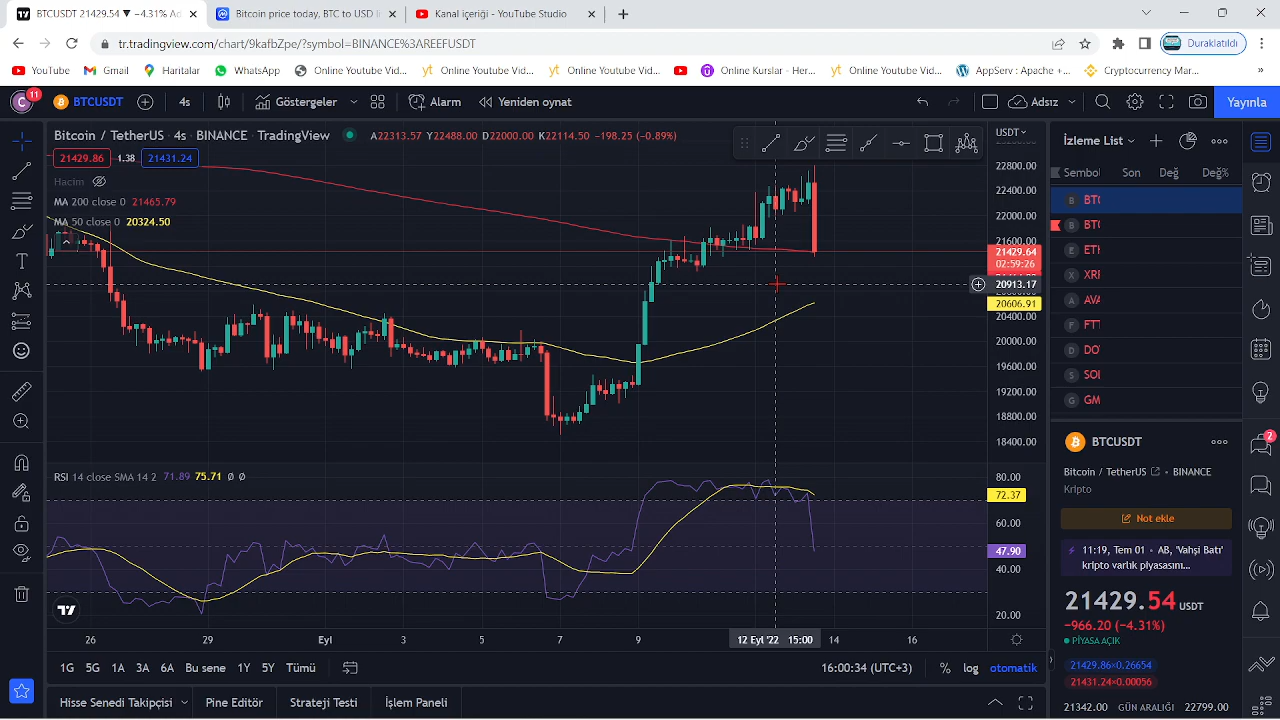 BTCUSDT 21429.54 ▼ −4.31% A
Bitcoin price today, BTC to USD li
Kanal içeriği - YouTube Studio
tr.tradingview.com/chart/9kafbZpe/?symbol=BINANCE%3AREEFUSDT
Duraklatıldı
YouTube
Gmail
Haritalar
WhatsApp
Online Youtube Vid...
Online Youtube Vid...
Online Youtube Vid...
Online Kurslar - Her...
Online Youtube Vid...
AppServ : Apache +...
Cryptocurrency Mar...
»
C 11
BTCUSDT
4s
Göstergeler
Alarm
Yeniden oynat
Adsız
Yayınla
Bitcoin / TetherUS · 4s · BINANCE · TradingView
A22313.57 Y22488.00 D22000.00 K22114.50 −198.25 (−0.89%)
21429.86 1.38 21431.24
Hacim
MA 200 close 0 21465.79
MA 50 close 0 20324.50
USDT
22800.00
22400.00
22000.00
21600.00
21429.64
02:59:26
20913.17
20606.91
20400.00
20000.00
19600.00
19200.00
18800.00
18400.00
RSI 14 close SMA 14 2 71.89 75.71 Ø Ø
80.00
72.37
60.00
47.90
40.00
20.00
26
29
Eyl
3
5
7
9
12 Eyl '22 15:00
14
16
1G 5G 1A 3A 6A Bu sene 1Y 5Y Tümü
16:00:34 (UTC+3)
% log otomatik
Hisse Senedi Takipçisi
Pine Editör
Strateji Testi
İşlem Paneli
İzleme List
Sembol Son Değ Değ%
B BTC
B BTC
E ETH
X XRI
A AVA
F FTT
D DO
S SOL
G GM
BTCUSDT
Bitcoin / TetherUS · BINANCE
Kripto
Not ekle
11:19, Tem 01 · AB, 'Vahşi Batı'
kripto varlık piyasasını...
21429.54 USDT
−966.20 (−4.31%)
PİYASA AÇIK
21429.86×0.26654
21431.24×0.00056
21342.00 GÜN ARALIĞI 22799.00
2